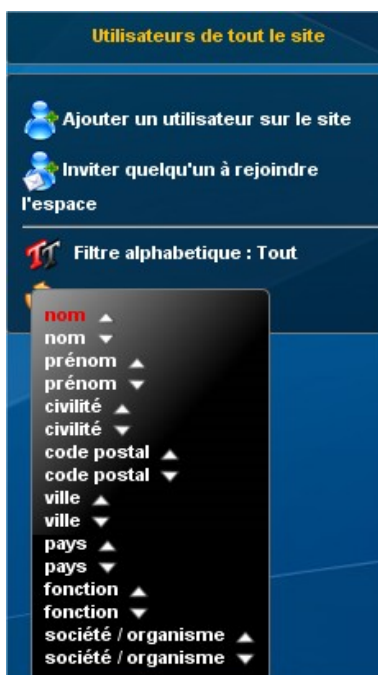 Utilisateurs de tout le site
Ajouter un utilisateur sur le site
Inviter quelqu'un à rejoindre
l'espace
Filtre alphabetique : Tout
nom ▲
nom ▼
prénom ▲
prénom ▼
civilité ▲
civilité ▼
code postal ▲
code postal ▼
ville ▲
ville ▼
pays ▲
pays ▼
fonction ▲
fonction ▼
société / organisme ▲
société / organisme ▼